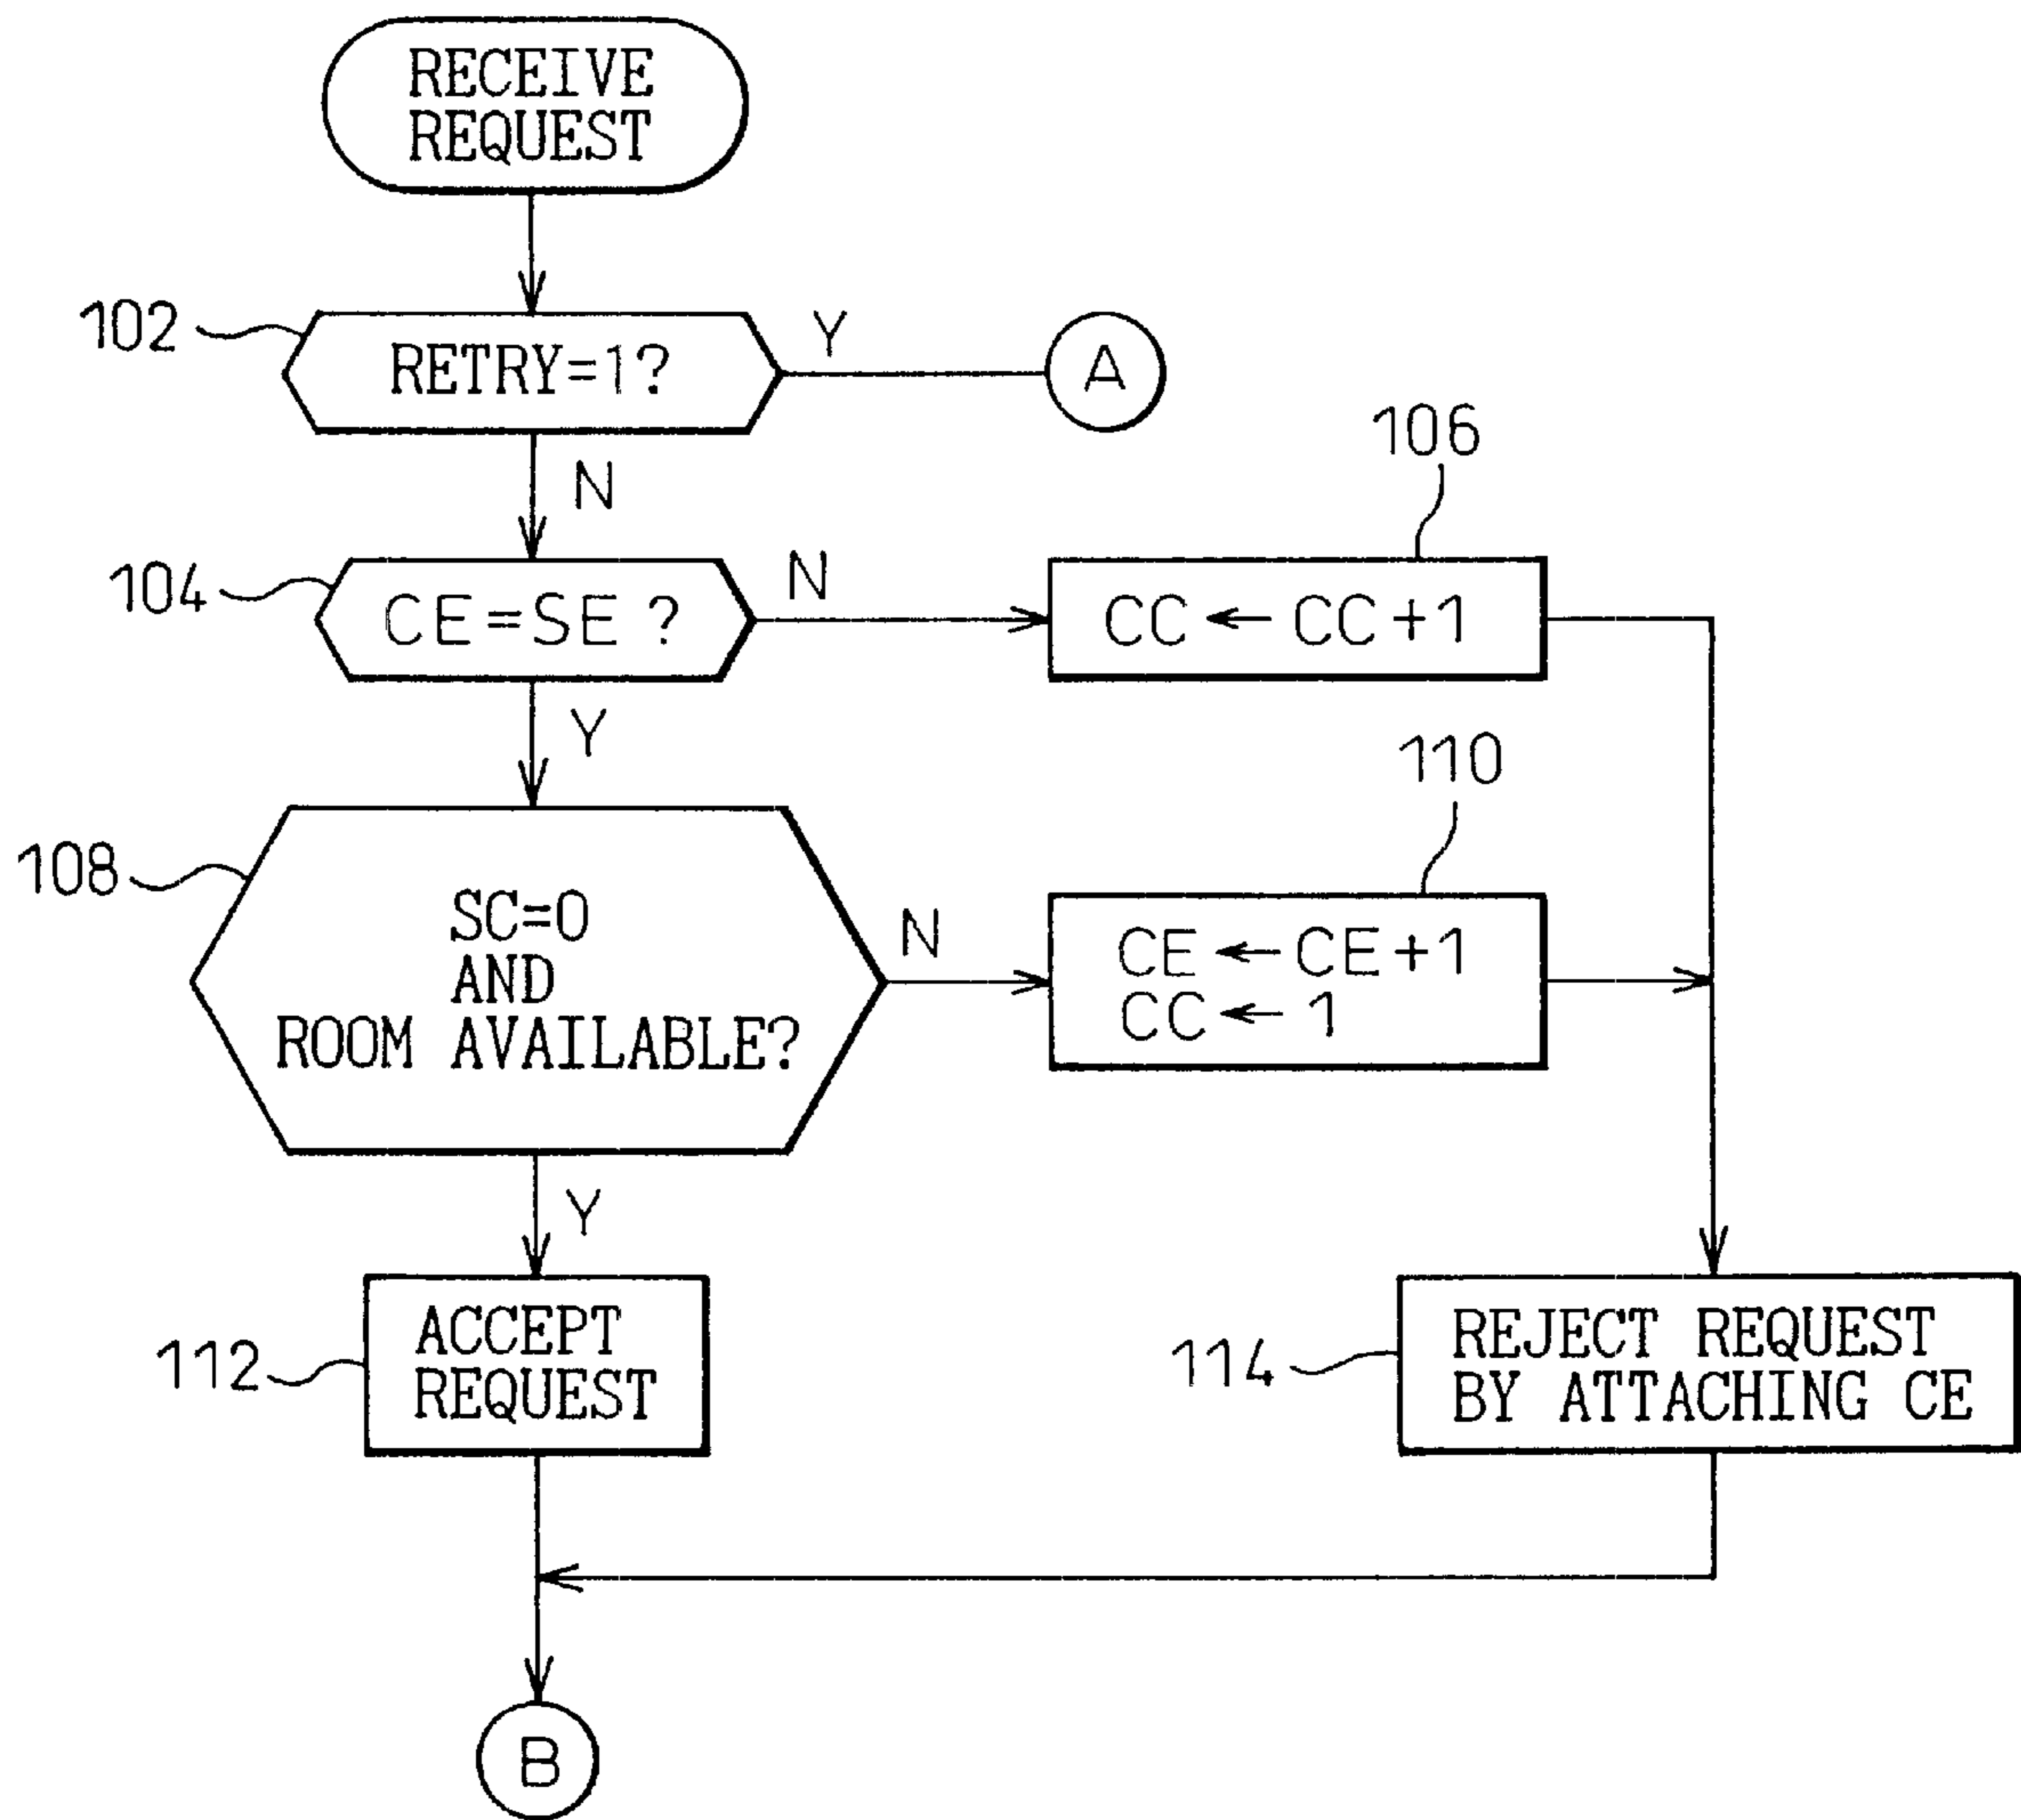 RECEIVE
REQUEST
102
RETRY=1?
Y
A
N
106
104
CE=SE ?
N
CC ← CC+1
Y
110
108
SC=0
AND
ROOM AVAILABLE?
N
CE ← CE+1
CC ← 1
Y
112
ACCEPT
REQUEST
114
REJECT REQUEST
BY ATTACHING CE
B